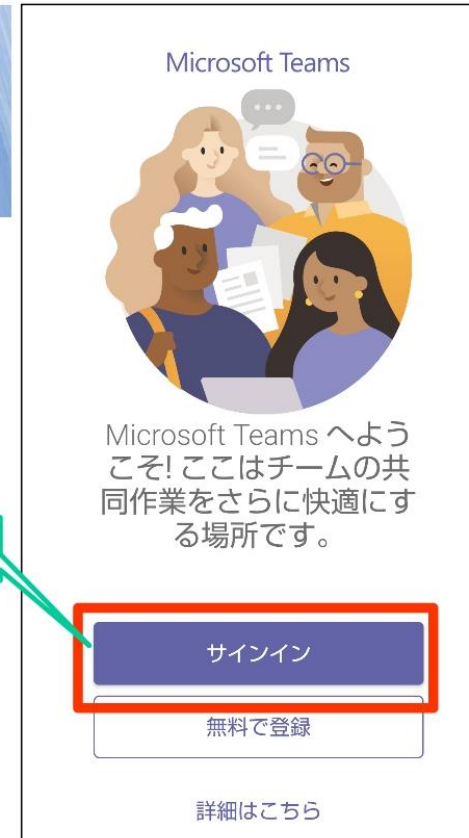 Microsoft Teams
Microsoft Teams へよう
こそ! ここはチームの共
同作業をさらに快適にす
る場所です。
サインイン
無料で登録
詳細はこちら